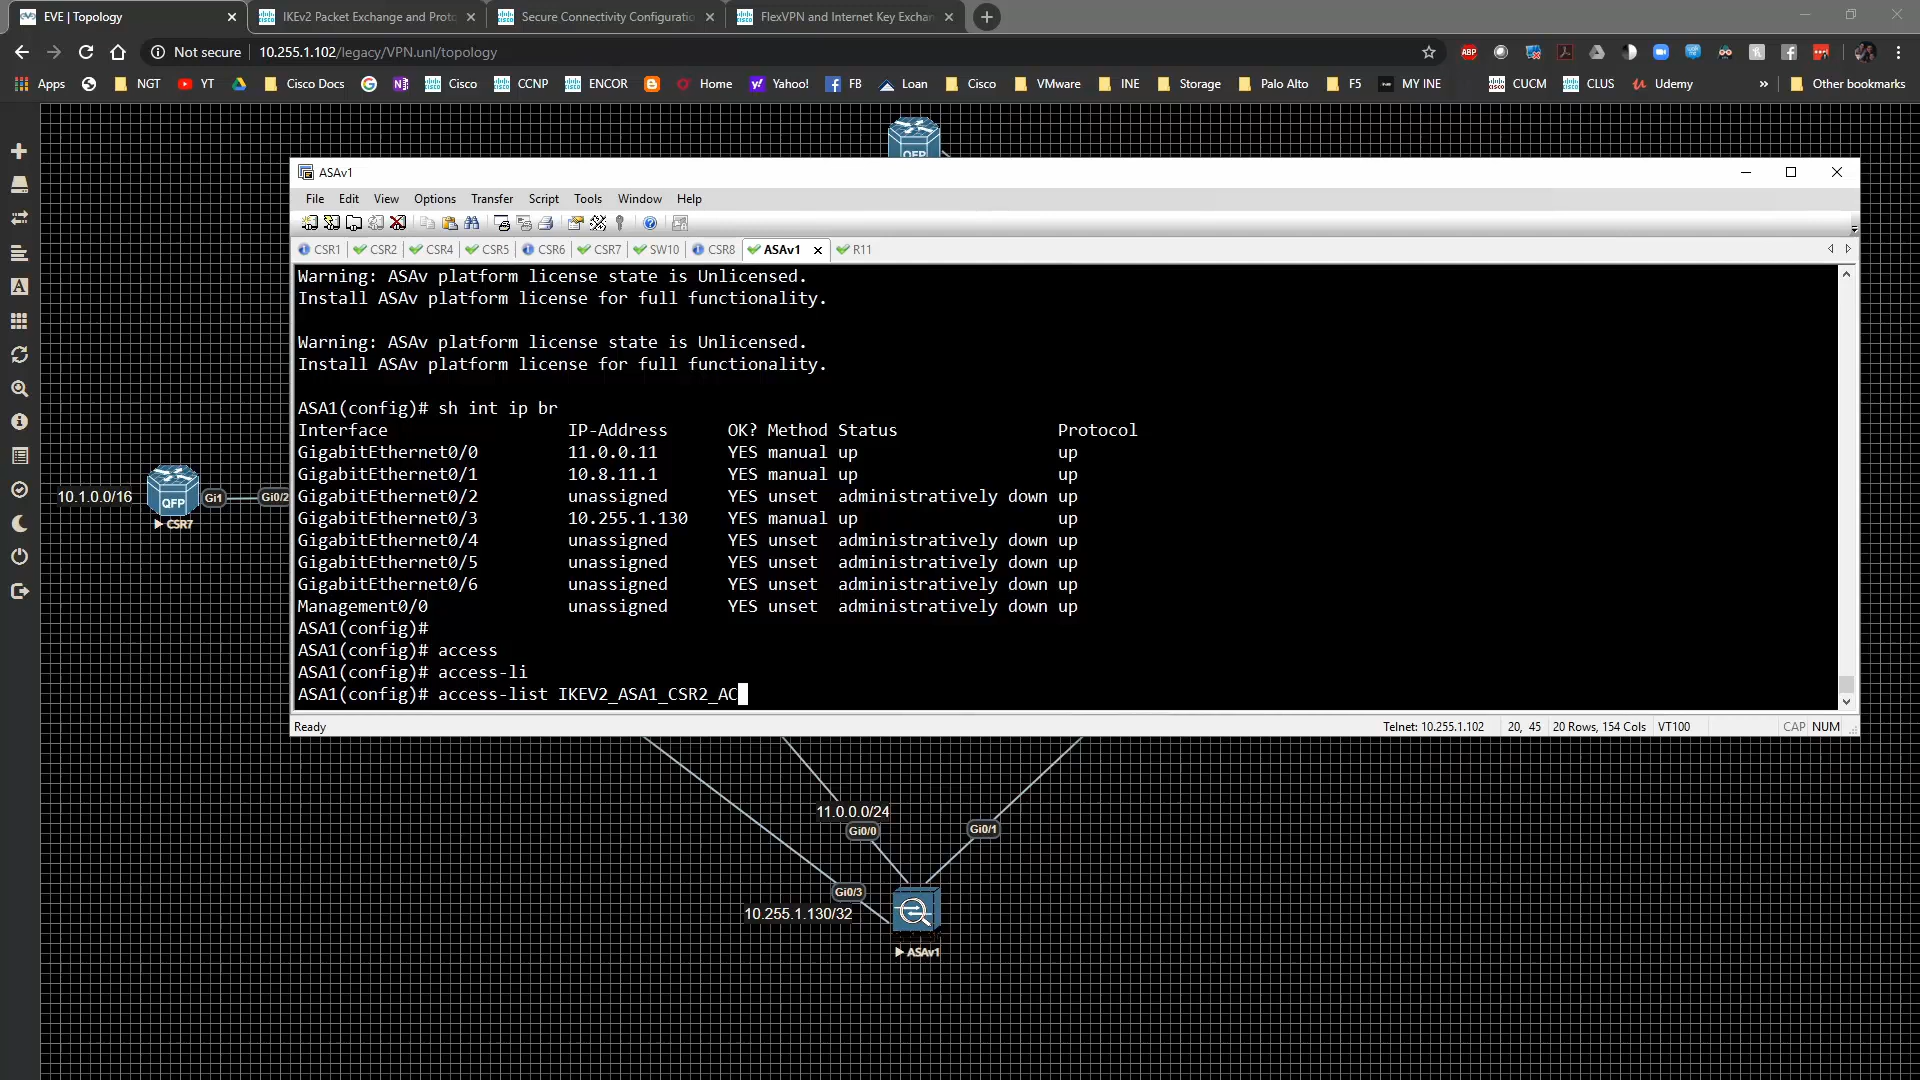 EVE | Topology
IKEv2 Packet Exchange and Proto
Secure Connectivity Configuratio
FlexVPN and Internet Key Exchan
Not secure
10.255.1.102/legacy/VPN.unl/topology
ABP
Apps
NGT
YT
Cisco Docs
Cisco
CCNP
ENCOR
Home
Yahoo!
FB
Loan
Cisco
VMware
INE
Storage
Palo Alto
F5
MY INE
CUCM
CLUS
Udemy
»
Other bookmarks
QFP
ASAv1
File Edit View Options Transfer Script Tools Window Help
CSR1 CSR2 CSR4 CSR5 CSR6 CSR7 SW10 CSR8 ASAv1 R11
Warning: ASAv platform license state is Unlicensed.
Install ASAv platform license for full functionality.
Warning: ASAv platform license state is Unlicensed.
Install ASAv platform license for full functionality.
ASA1(config)# sh int ip br
Interface IP-Address OK? Method Status Protocol
GigabitEthernet0/0 11.0.0.11 YES manual up up
GigabitEthernet0/1 10.8.11.1 YES manual up up
GigabitEthernet0/2 unassigned YES unset administratively down up
GigabitEthernet0/3 10.255.1.130 YES manual up up
GigabitEthernet0/4 unassigned YES unset administratively down up
GigabitEthernet0/5 unassigned YES unset administratively down up
GigabitEthernet0/6 unassigned YES unset administratively down up
Management0/0 unassigned YES unset administratively down up
ASA1(config)#
ASA1(config)# access
ASA1(config)# access-li
ASA1(config)# access-list IKEV2_ASA1_CSR2_AC
Ready
Telnet: 10.255.1.102
20, 45
20 Rows, 154 Cols
VT100
CAP NUM
10.1.0.0/16
QFP
Gi1
Gi0/2
CSR7
11.0.0.0/24
Gi0/0
Gi0/1
Gi0/3
10.255.1.130/32
ASAv1